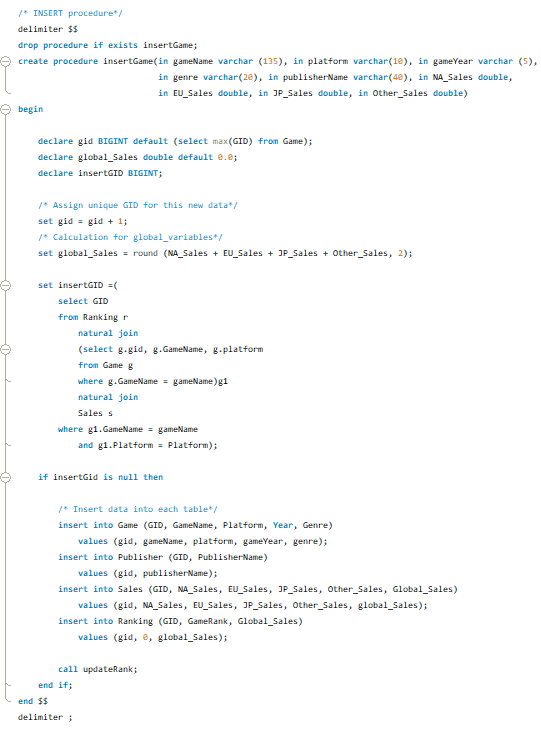 /* INSERT procedure*/
delimiter $$
drop procedure if exists insertGame;
create procedure insertGame(in gameName varchar (135), in platform varchar(10), in gameYear varchar (5),
in genre varchar(20), in publisherName varchar(40), in NA_Sales double,
in EU_Sales double, in JP_Sales double, in Other_Sales double)
begin
declare gid BIGINT default (select max(GID) from Game);
declare global_Sales double default 0.0;
declare insertGID BIGINT;
/* Assign unique GID for this new data*/
set gid = gid + 1;
/* Calculation for global_variables*/
set global_Sales = round (NA_Sales + EU_Sales + JP_Sales + Other_Sales, 2);
set insertGID =(
select GID
from Ranking r
natural join
(select g.gid, g.GameName, g.platform
from Game g
where g.GameName = gameName)g1
natural join
Sales s
where g1.GameName = gameName
and g1.Platform = Platform);
if insertGid is null then
/* Insert data into each table*/
insert into Game (GID, GameName, Platform, Year, Genre)
values (gid, gameName, platform, gameYear, genre);
insert into Publisher (GID, PublisherName)
values (gid, publisherName);
insert into Sales (GID, NA_Sales, EU_Sales, JP_Sales, Other_Sales, Global_Sales)
values (gid, NA_Sales, EU_Sales, JP_Sales, Other_Sales, global_Sales);
insert into Ranking (GID, GameRank, Global_Sales)
values (gid, 0, global_Sales);
call updateRank;
end if;
end $$
delimiter ;